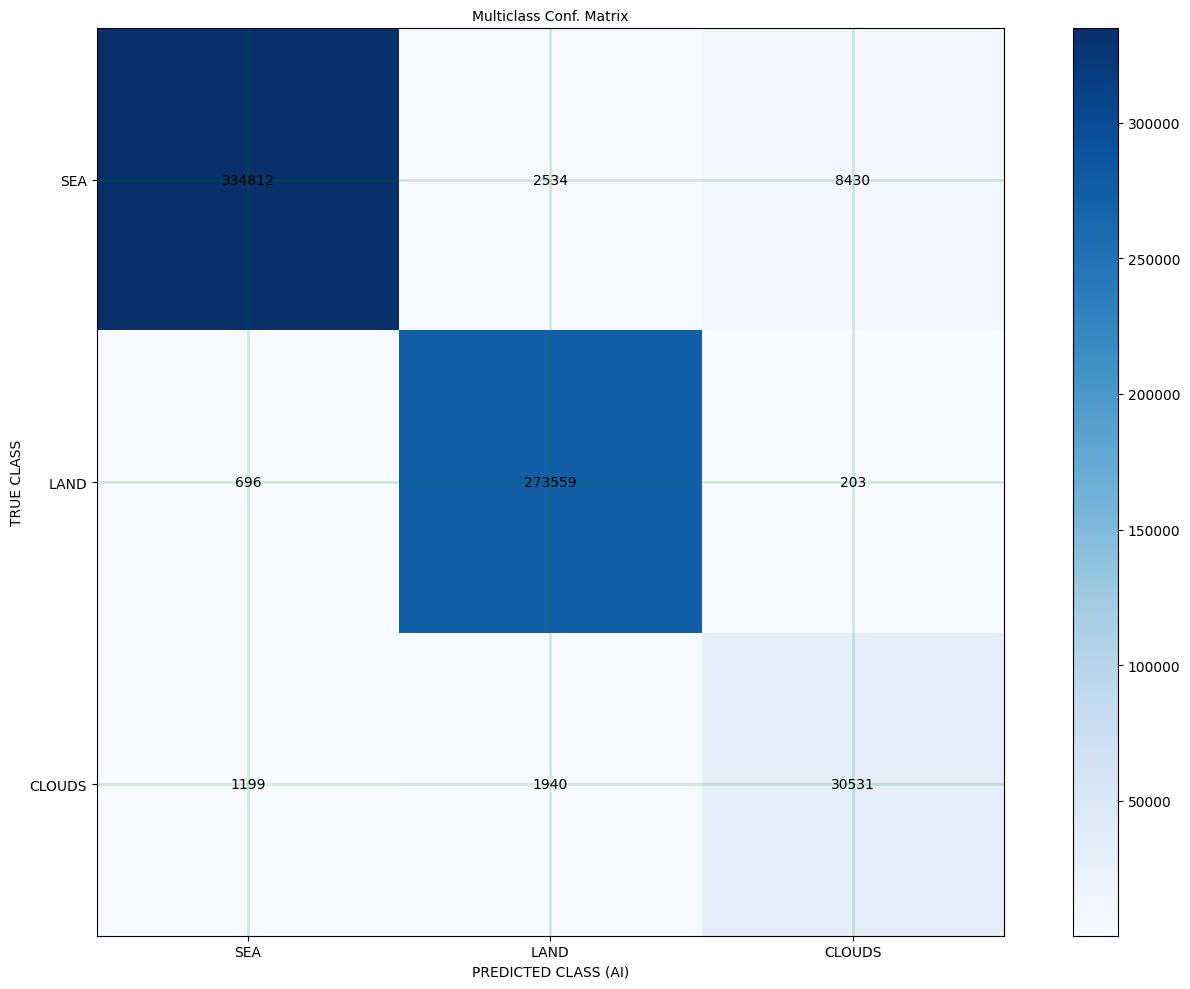 Multiclass Conf. Matrix
TRUE CLASS
SEA
334812 2534 8430
LAND
696 273559 203
CLOUDS
1199 1940 30531
SEA LAND CLOUDS
PREDICTED CLASS (AI)
300000
250000
200000
150000
100000
50000